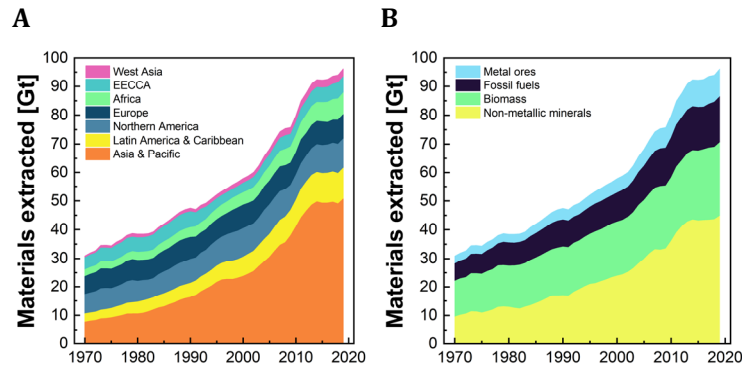 A
Materials extracted [Gt]
100
90
80
70
60
50
40
30
20
10
0
West Asia
EECCA
Africa
Europe
Northern America
Latin America & Caribbean
Asia & Pacific
1970 1980 1990 2000 2010 2020
B
Materials extracted [Gt]
100
90
80
70
60
50
40
30
20
10
0
Metal ores
Fossil fuels
Biomass
Non-metallic minerals
1970 1980 1990 2000 2010 2020